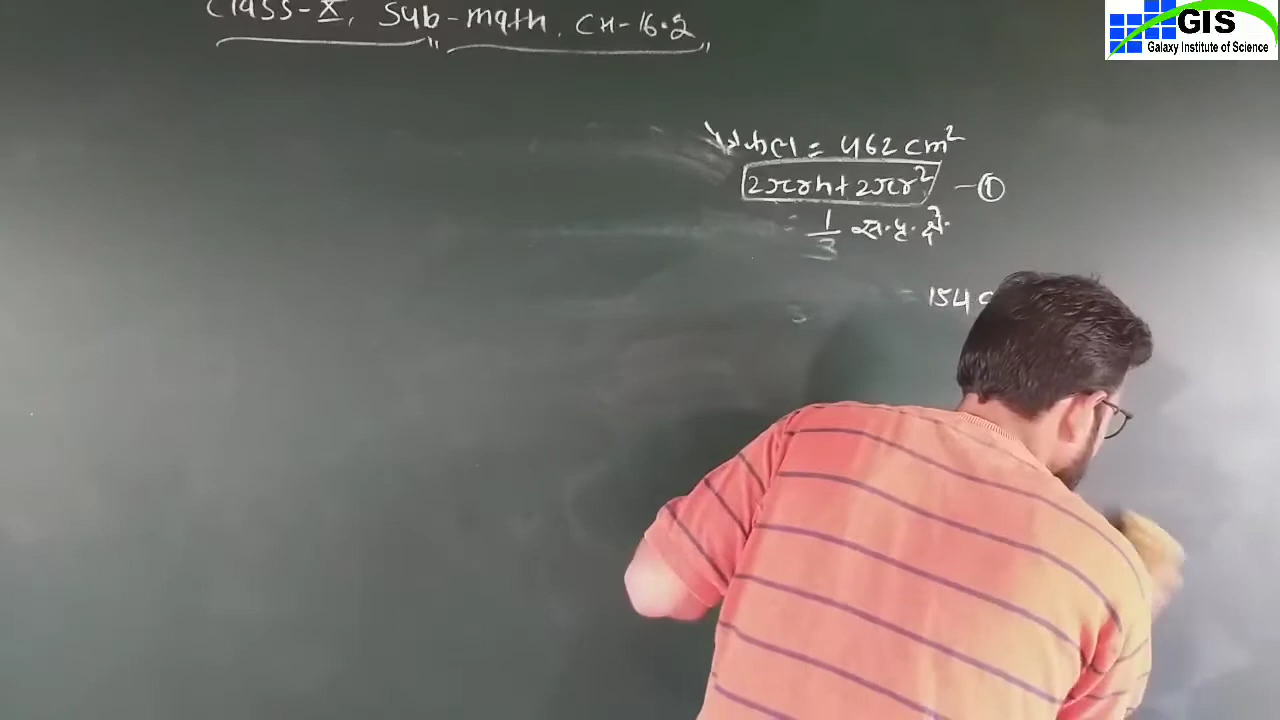 Class-X, Sub-math, CH-16.2
GIS
Galaxy Institute of Science
= 462 cm²
2πrh + 2πr² - ①
= 1/3 स.पृ.क्षे.
= 154 c
3